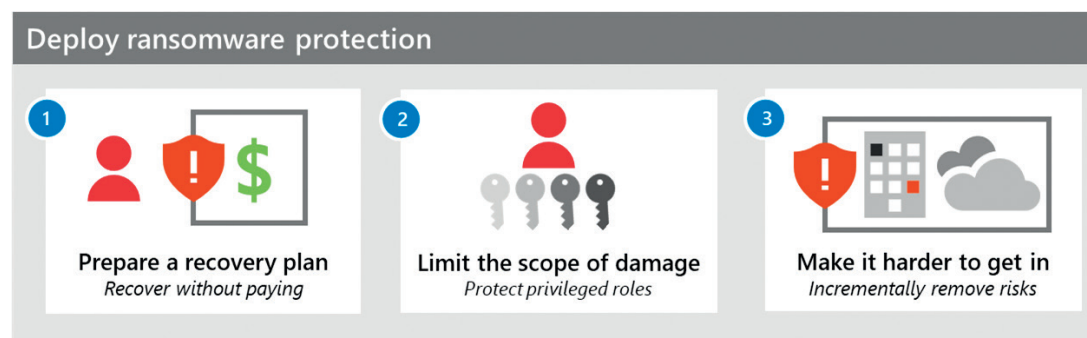 Deploy ransomware protection
1
Prepare a recovery plan
Recover without paying
2
Limit the scope of damage
Protect privileged roles
3
Make it harder to get in
Incrementally remove risks